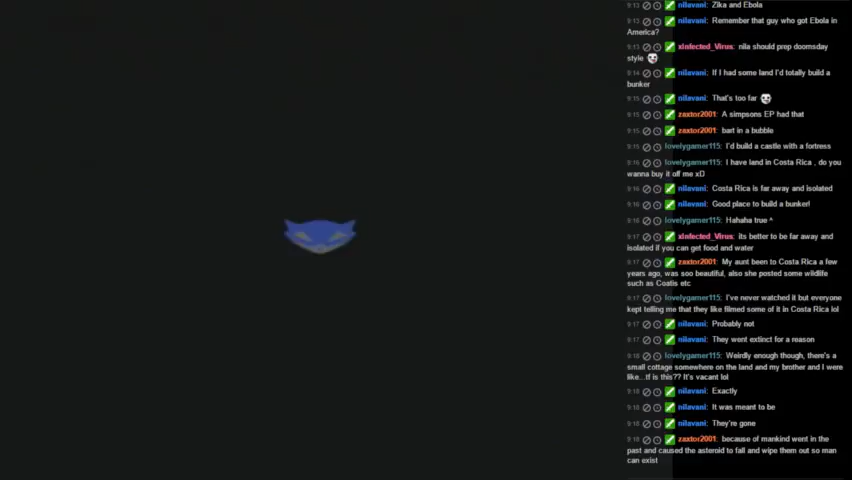 9:13 nilavani: Zika and Ebola
9:13 nilavani: Remember that guy who got Ebola in
America?
9:13 xInfected_Virus: nila should prep doomsday
style
9:14 nilavani: If I had some land I'd totally build a
bunker
9:15 nilavani: That's too far
9:15 zaxtor2001: A simpsons EP had that
9:15 zaxtor2001: bart in a bubble
9:15 lovelygamer115: I'd build a castle with a fortress
9:16 lovelygamer115: I have land in Costa Rica , do you
wanna buy it off me xD
9:16 nilavani: Costa Rica is far away and isolated
9:16 nilavani: Good place to build a bunker!
9:16 lovelygamer115: Hahaha true ^
9:17 xInfected_Virus: its better to be far away and
isolated if you can get food and water
9:17 zaxtor2001: My aunt been to Costa Rica a few
years ago, was soo beautiful, also she posted some wildlife
such as Coatis etc
9:17 lovelygamer115: I've never watched it but everyone
kept telling me that they like filmed some of it in Costa Rica lol
9:17 nilavani: Probably not
9:17 nilavani: They went extinct for a reason
9:18 lovelygamer115: Weirdly enough though, there's a
small cottage somewhere on the land and my brother and I were
like...tf is this?? It's vacant lol
9:18 nilavani: Exactly
9:18 nilavani: It was meant to be
9:18 nilavani: They're gone
9:18 zaxtor2001: because of mankind went in the
past and caused the asteroid to fall and wipe them out so man
can exist